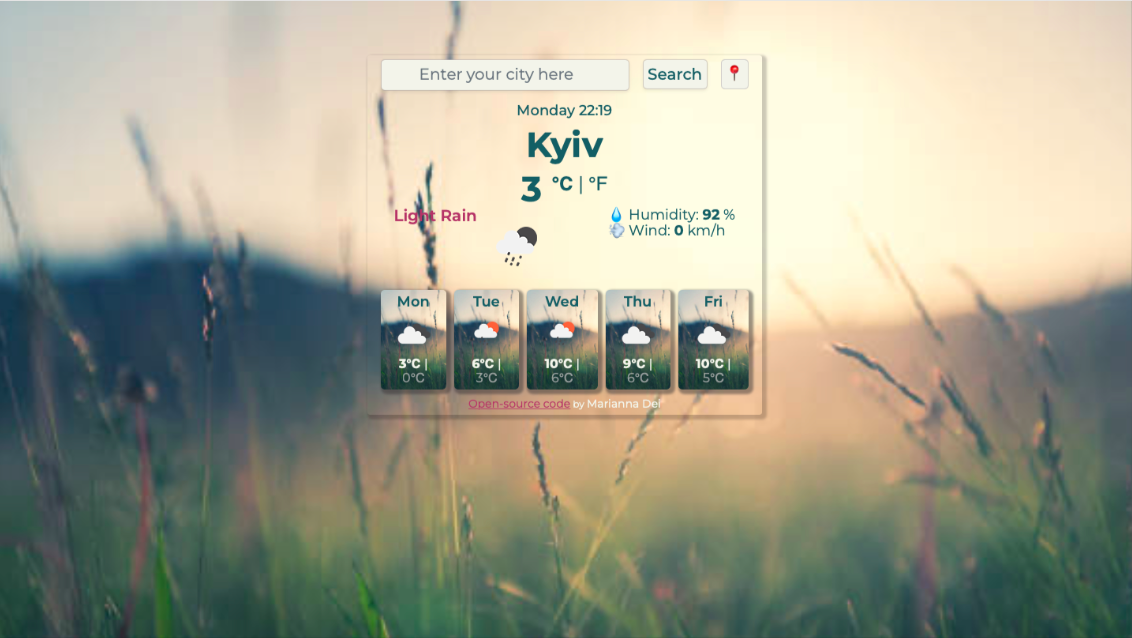 Enter your city here Search
Monday 22:19
Kyiv
3 °C | °F
Light Rain
Humidity: 92 %
Wind: 0 km/h
Mon Tue Wed Thu Fri
3°C | 6°C | 10°C | 9°C | 10°C |
0°C 3°C 6°C 6°C 5°C
Open-source code by Marianna Dei